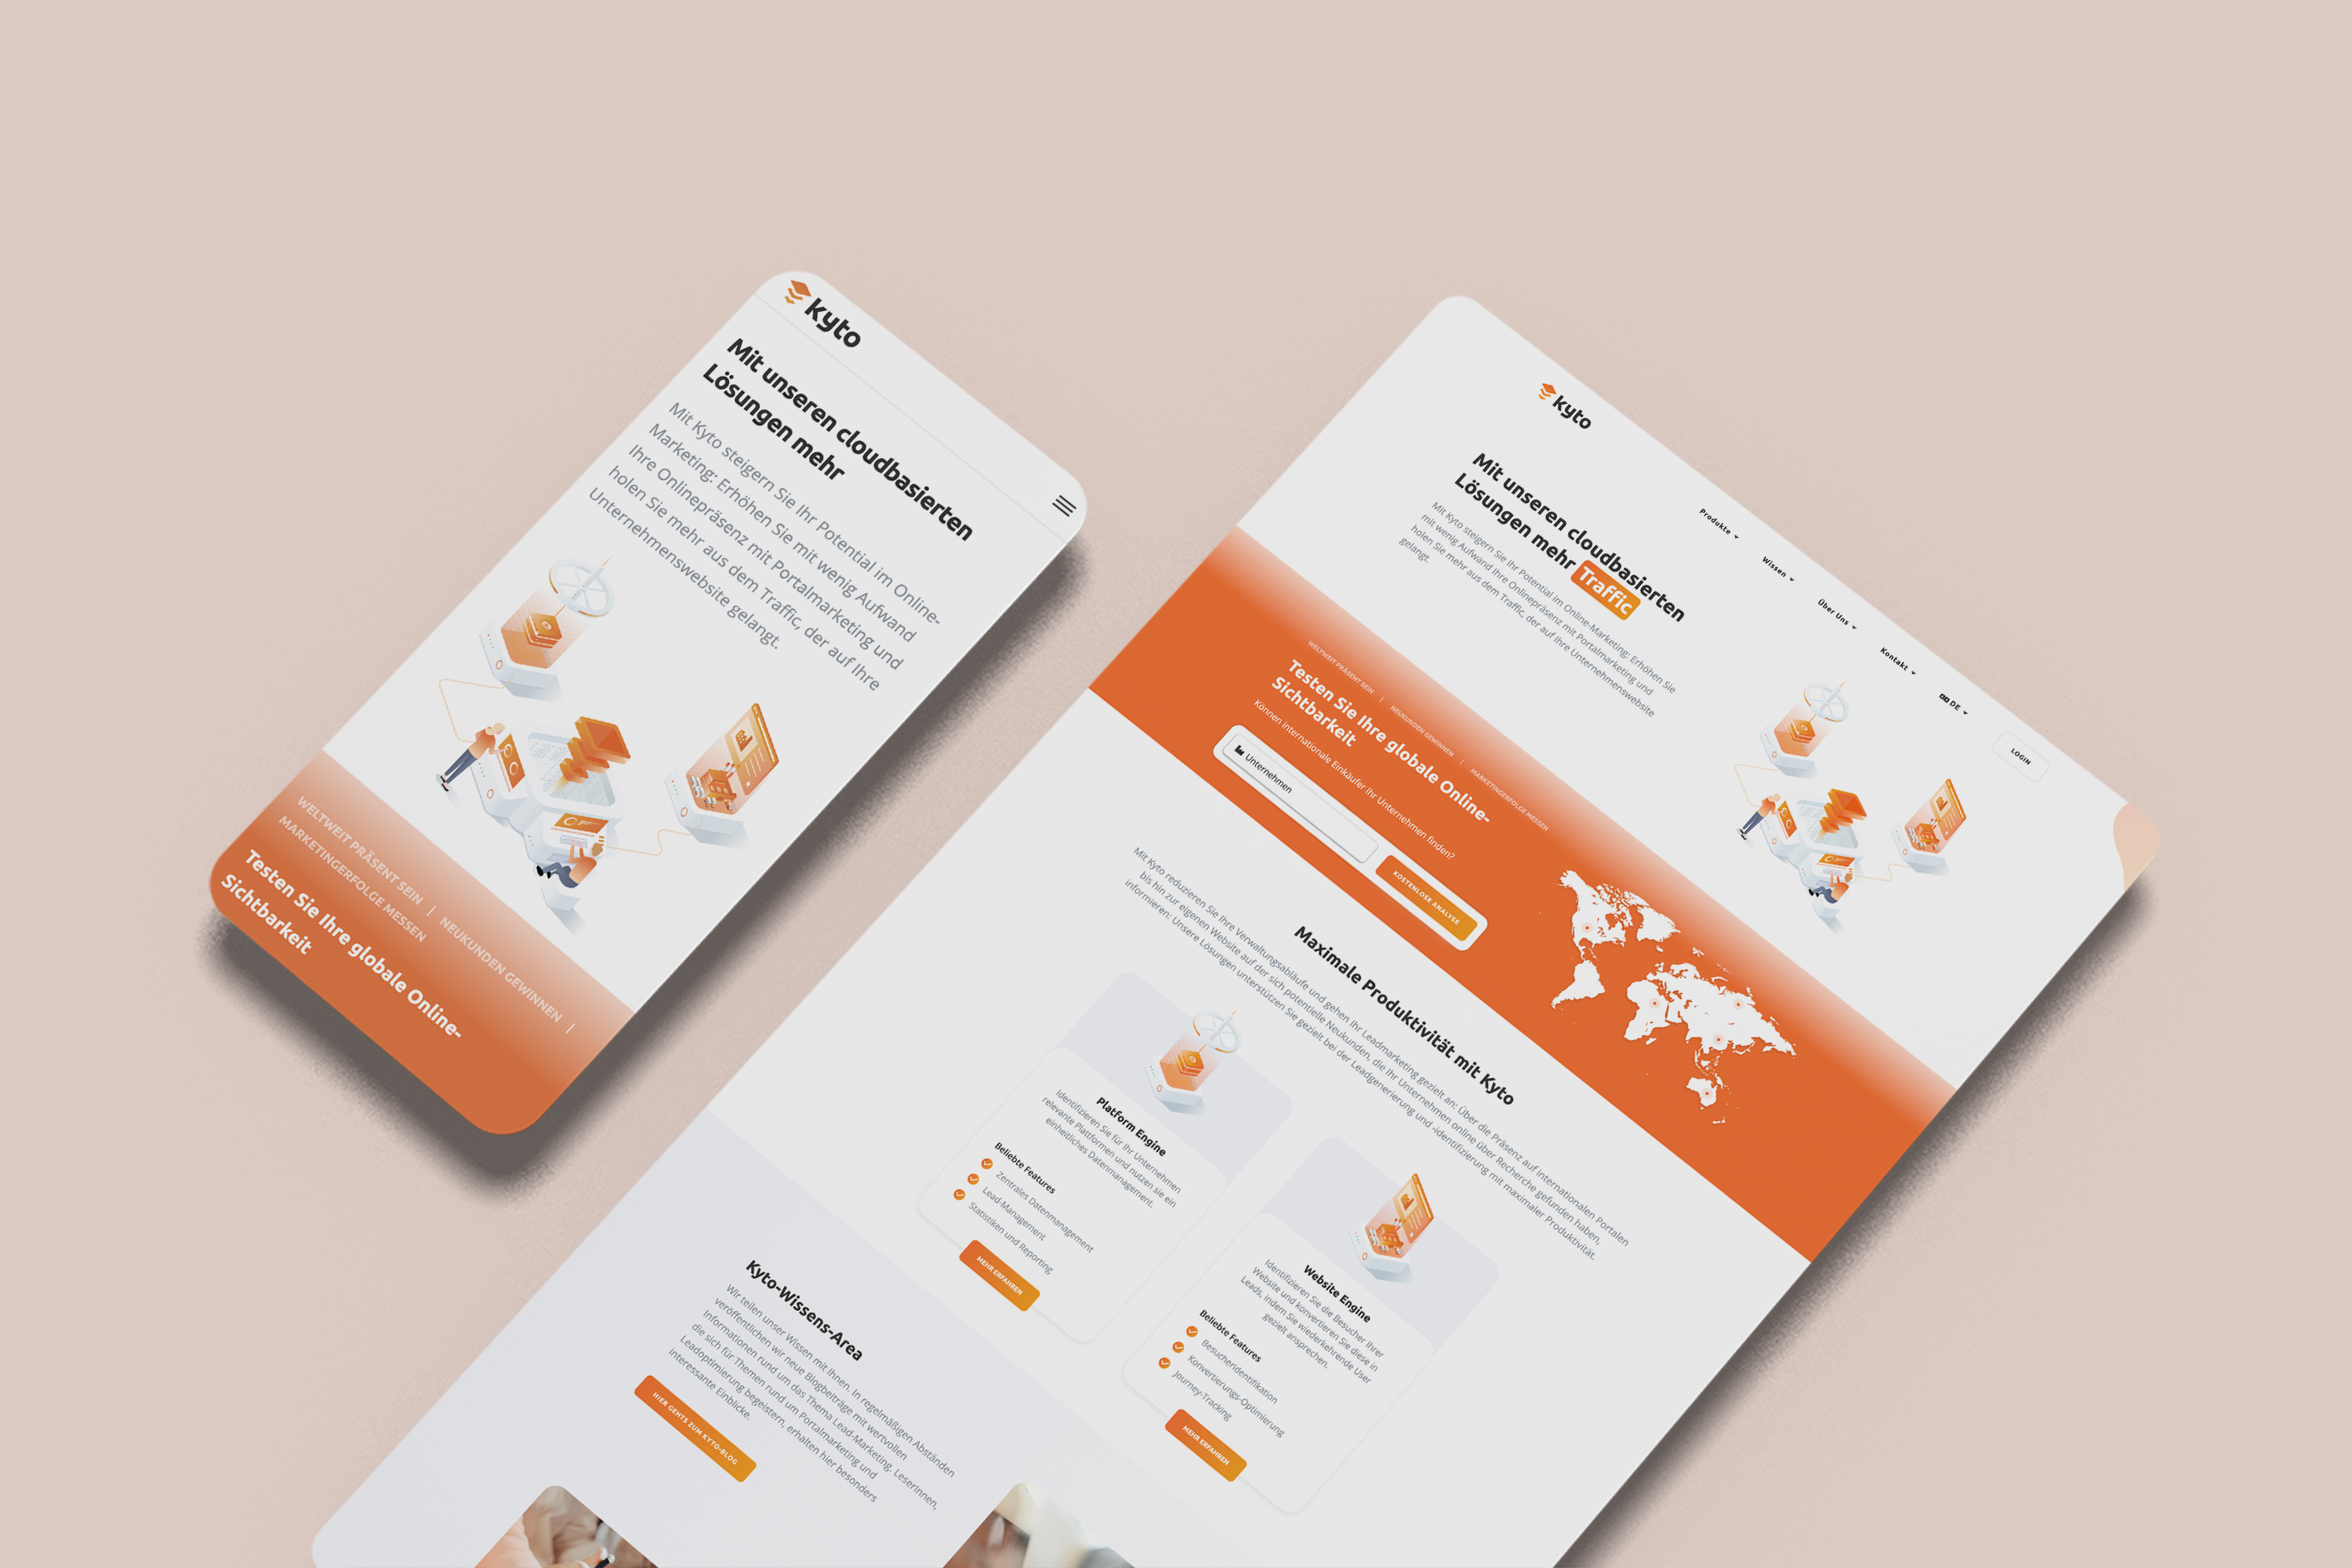 kyto
Mit unseren cloudbasierten
Lösungen mehr
Mit Kyto steigern Sie Ihr Potential im Online-
Marketing: Erhöhen Sie mit wenig Aufwand
Ihre Onlinepräsenz mit Portalmarketing und
holen Sie mehr aus dem Traffic, der auf Ihre
Unternehmenswebsite gelangt.
WELTWEIT PRÄSENT SEIN | NEUKUNDEN GEWINNEN |
MARKETINGERFOLGE MESSEN
Testen Sie Ihre globale Online-
Sichtbarkeit
kyto
Produkte
Wissen
Über Uns
Kontakt
DE
LOGIN
Mit unseren cloudbasierten
Lösungen mehr Traffic
Mit Kyto steigern Sie Ihr Potential im Online-Marketing: Erhöhen Sie
mit wenig Aufwand Ihre Onlinepräsenz mit Portalmarketing und
holen Sie mehr aus dem Traffic, der auf Ihre Unternehmenswebsite
gelangt.
WELTWEIT PRÄSENT SEIN | NEUKUNDEN GEWINNEN | MARKETINGERFOLGE MESSEN
Testen Sie Ihre globale Online-
Sichtbarkeit
Können internationale Einkäufer Ihr Unternehmen finden?
Unternehmen
KOSTENLOSE ANALYSE
Maximale Produktivität mit Kyto
Mit Kyto reduzieren Sie Ihre Verwaltungsabläufe und gehen Ihr Leadmarketing gezielt an: Über die Präsenz auf internationalen Portalen
bis hin zur eigenen Website auf der sich potentielle Neukunden, die Ihr Unternehmen online über Recherche gefunden haben,
informieren: Unsere Lösungen unterstützen Sie gezielt bei der Leadgenerierung und -identifizierung mit maximaler Produktivität.
Platform Engine
Identifizieren Sie für Ihr Unternehmen
relevante Plattformen und nutzen sie ein
einheitliches Datenmanagement.
Beliebte Features
Zentrales Datenmanagement
Lead-Management
Statistiken und Reporting
MEHR ERFAHREN
Website Engine
Identifizieren Sie die Besucher Ihrer
Website und konvertieren Sie diese in
Leads, indem Sie wiederkehrende User
gezielt ansprechen.
Beliebte Features
Besucheridentifikation
Konvertierungs-Optimierung
Journey-Tracking
MEHR ERFAHREN
Kyto-Wissens-Area
Wir teilen unser Wissen mit Ihnen. In regelmäßigen Abständen
veröffentlichen wir neue Blogbeiträge mit wertvollen
Informationen rund um das Thema Lead-Marketing. LeserInnen,
die sich für Themen rund um Portalmarketing und
Leadoptimierung begeistern, erhalten hier besonders
interessante Einblicke.
HIER GEHTS ZUM KYTO-BLOG